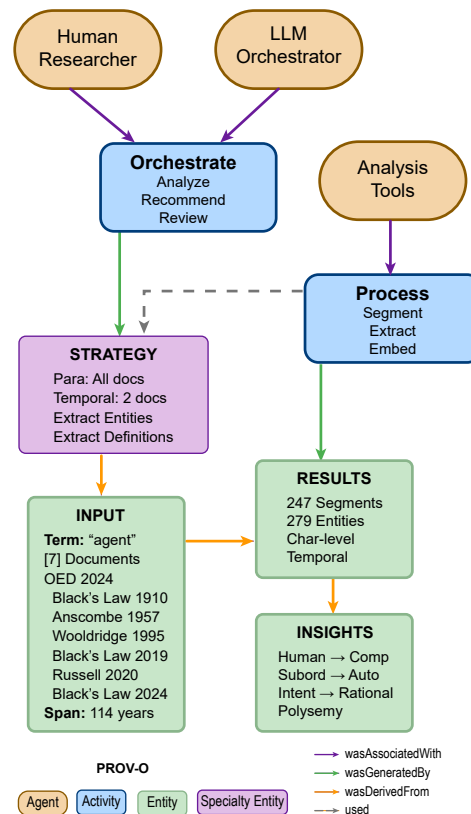 Human
Researcher
LLM
Orchestrator
Orchestrate
Analyze
Recommend
Review
Analysis
Tools
Process
Segment
Extract
Embed
STRATEGY
Para: All docs
Temporal: 2 docs
Extract Entities
Extract Definitions
RESULTS
247 Segments
279 Entities
Char-level
Temporal
INPUT
Term: “agent”
[7] Documents
OED 2024
Black’s Law 1910
Anscombe 1957
Wooldridge 1995
Black’s Law 2019
Russell 2020
Black’s Law 2024
Span: 114 years
INSIGHTS
Human → Comp
Subord → Auto
Intent → Rational
Polysemy
PROV-O
Agent
Activity
Entity
Specialty Entity
wasAssociatedWith
wasGeneratedBy
wasDerivedFrom
used